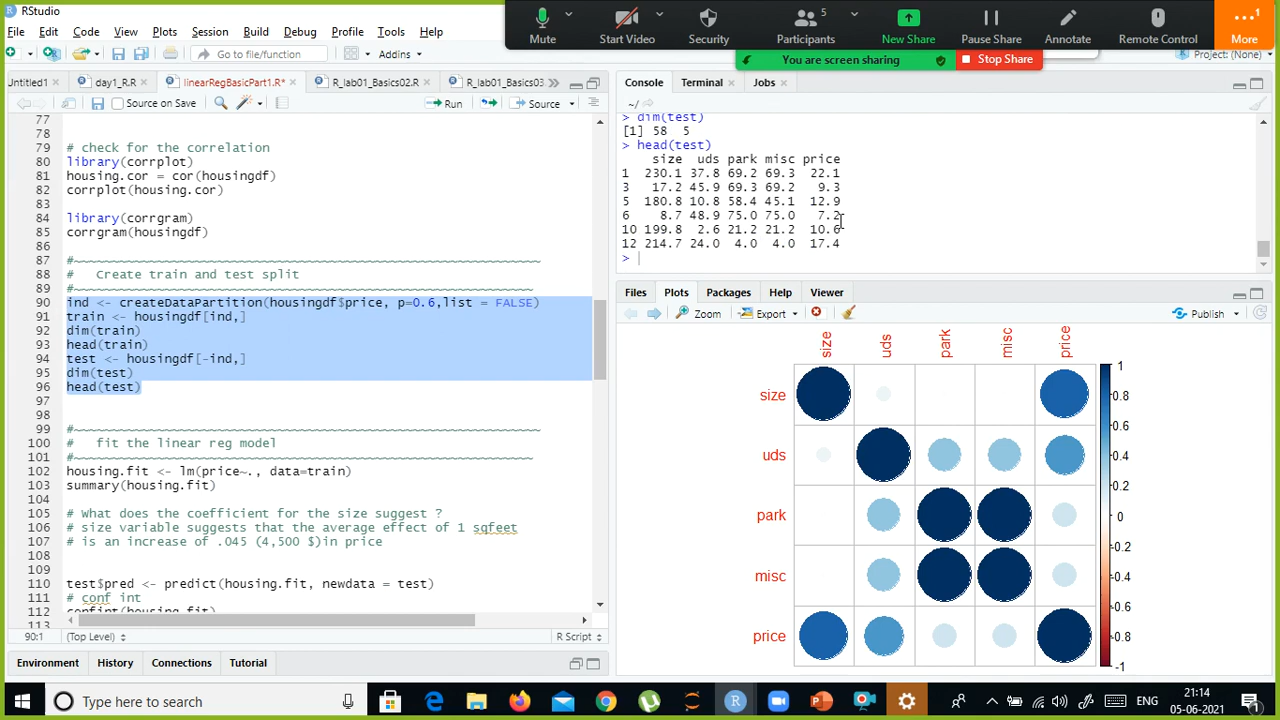 RStudio
File Edit Code View Plots Session Build Debug Profile Tools Help
Mute Start Video Security Participants 5 New Share Pause Share Annotate Remote Control More 1
You are screen sharing Stop Share
Go to file/function Addins Project: (None)
Untitled1 day1_R.R linearRegBasicPart1.R* R_lab01_Basics02.R R_lab01_Basics03
Source on Save Run Source
77
78
79 # check for the correlation
80 library(corrplot)
81 housing.cor = cor(housingdf)
82 corrplot(housing.cor)
83
84 library(corrgram)
85 corrgram(housingdf)
86
87 #~~~~~~~~~~~~~~~~~~~~~~~~~~~~~~~~~~~~~~~~~~~~~~~~~~~~~
88 #   Create train and test split
89 #~~~~~~~~~~~~~~~~~~~~~~~~~~~~~~~~~~~~~~~~~~~~~~~~~~~~
90 ind <- createDataPartition(housingdf$price, p=0.6,list = FALSE)
91 train <- housingdf[ind,]
92 dim(train)
93 head(train)
94 test <- housingdf[-ind,]
95 dim(test)
96 head(test)
97
98
99 #~~~~~~~~~~~~~~~~~~~~~~~~~~~~~~~~~~~~~~~~~~~~~~~~~~~~~
100 #   fit the linear reg model
101 #~~~~~~~~~~~~~~~~~~~~~~~~~~~~~~~~~~~~~~~~~~~~~~~~~~~~
102 housing.fit <- lm(price~., data=train)
103 summary(housing.fit)
104
105 # what does the coefficient for the size suggest ?
106 # size variable suggests that the average effect of 1 sqfeet
107 # is an increase of .045 (4,500 $)in price
108
109
110 test$pred <- predict(housing.fit, newdata = test)
111 # conf int
112 confint(housing.fit)
113
90:1 (Top Level) R Script
Environment History Connections Tutorial
Console Terminal Jobs
~/
> dim(test)
[1] 58  5
> head(test)
size uds park misc price
1 230.1 37.8 69.2 69.3 22.1
3 17.2 45.9 69.3 69.2 9.3
5 180.8 10.8 58.4 45.1 12.9
6 8.7 48.9 75.0 75.0 7.2
10 199.8 2.6 21.2 21.2 10.6
12 214.7 24.0 4.0 4.0 17.4
>
Files Plots Packages Help Viewer
Zoom Export Publish
size uds park misc price
size
uds
park
misc
price
1
0.8
0.6
0.4
0.2
0
-0.2
-0.4
-0.6
-0.8
-1
Type here to search
ENG
21:14
05-06-2021
1